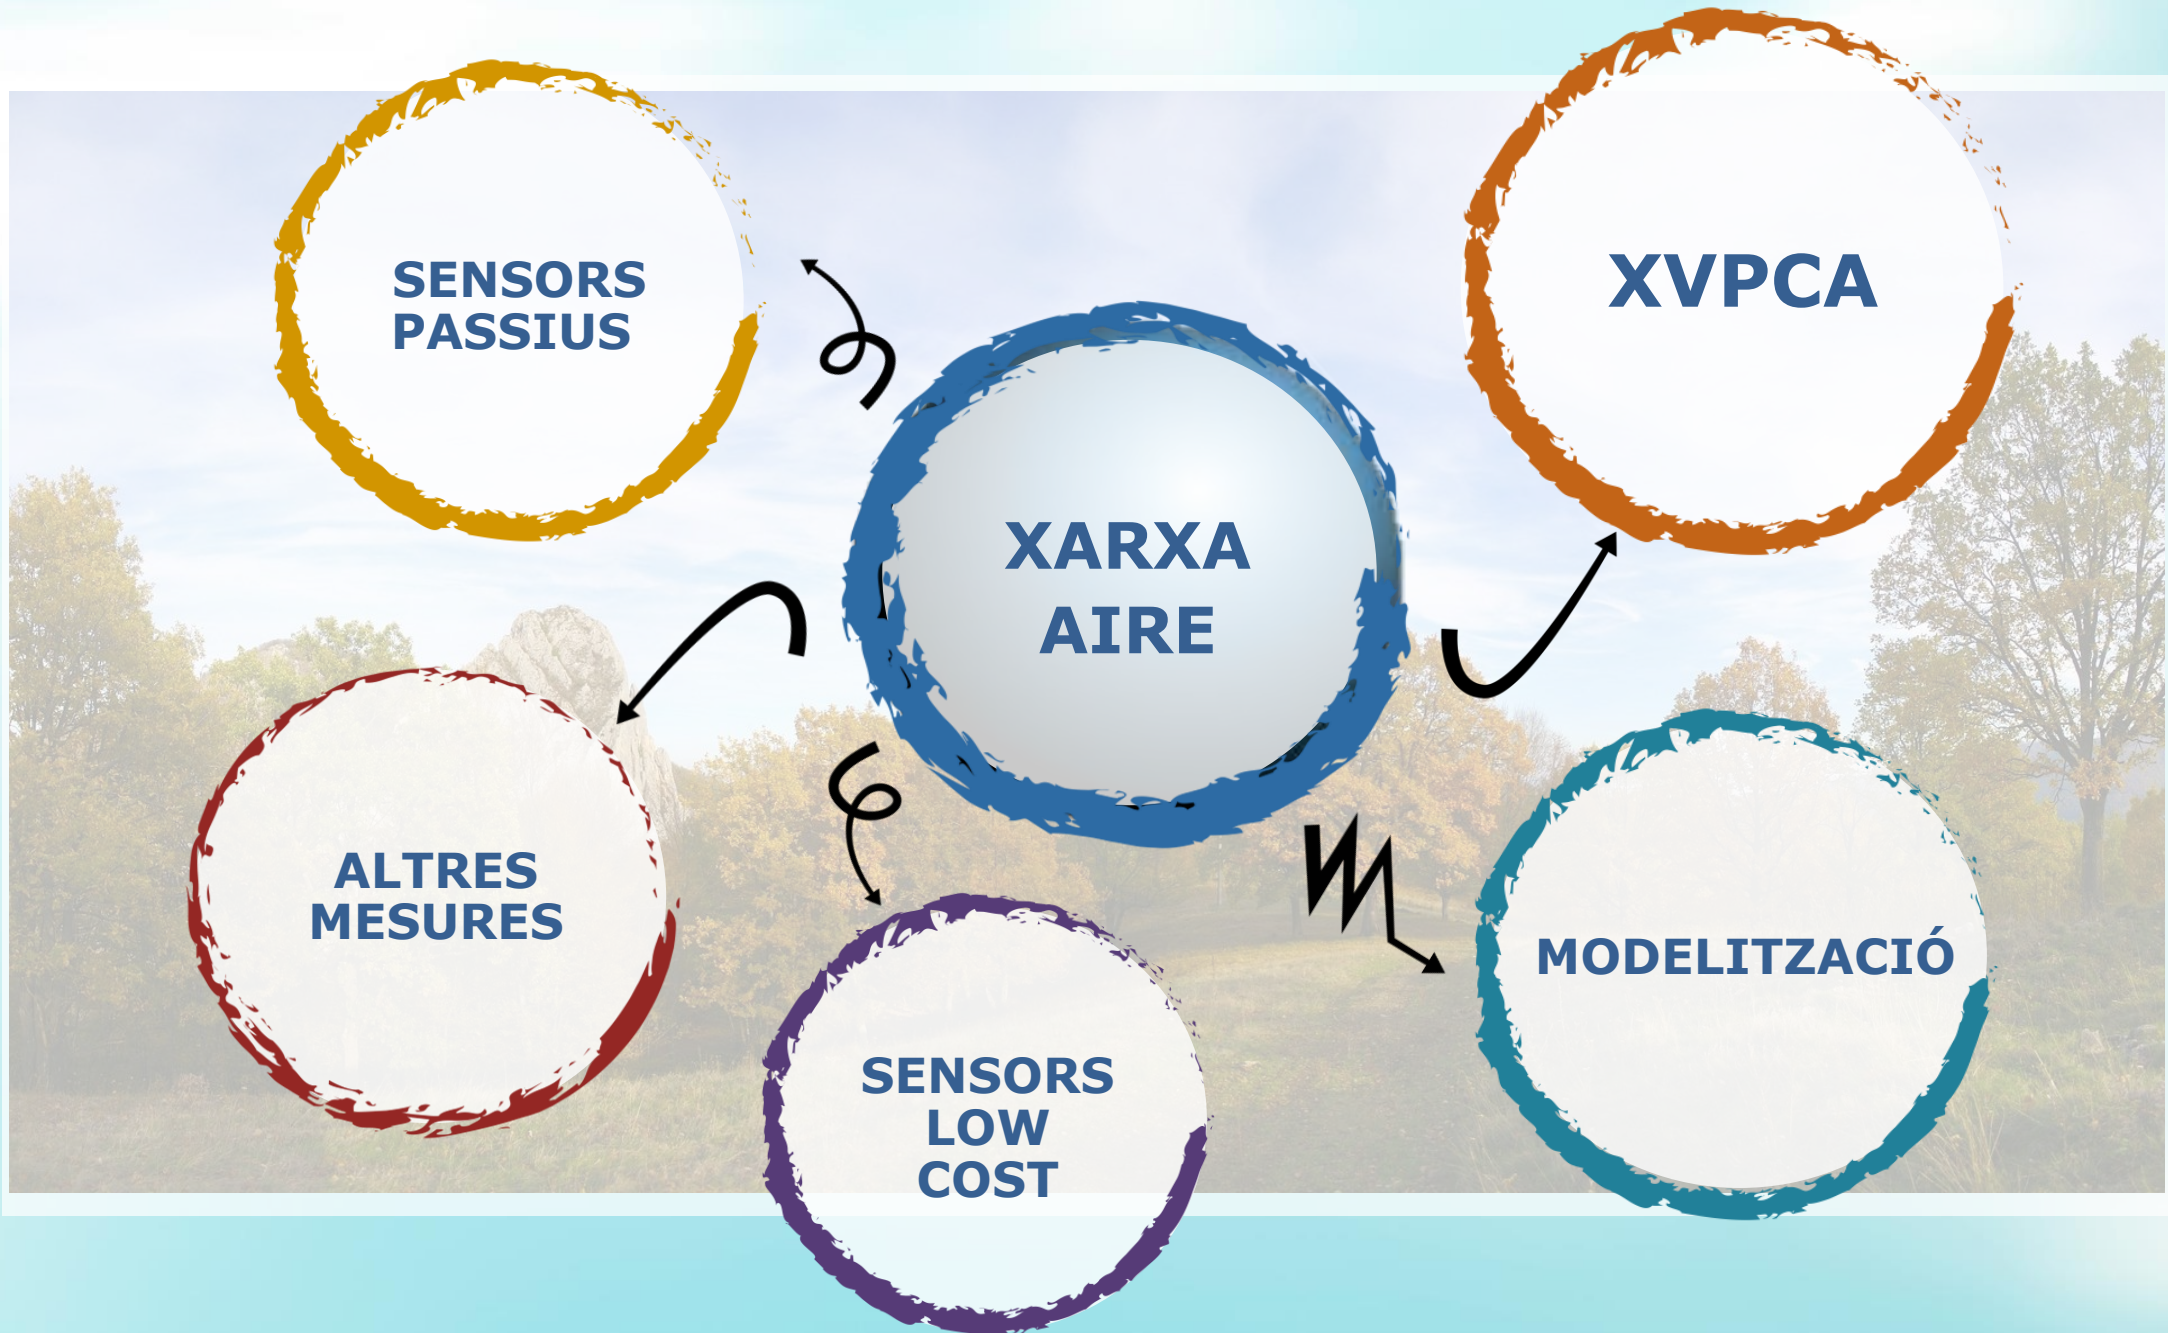 SENSORS
PASSIUS
XVPCA
XARXA
AIRE
ALTRES
MESURES
MODELITZACIÓ
SENSORS
LOW
COST